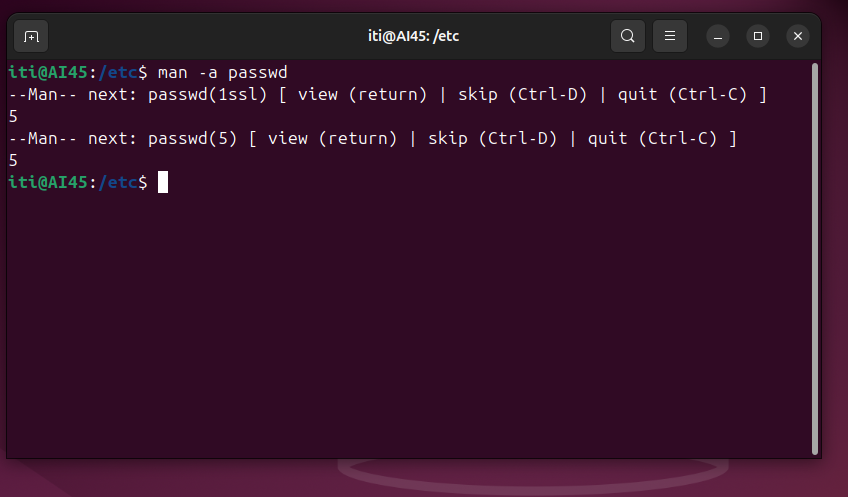 iti@AI45: /etc
iti@AI45:/etc$ man -a passwd
--Man-- next: passwd(1ssl) [ view (return) | skip (Ctrl-D) | quit (Ctrl-C) ]
5
--Man-- next: passwd(5) [ view (return) | skip (Ctrl-D) | quit (Ctrl-C) ]
5
iti@AI45:/etc$